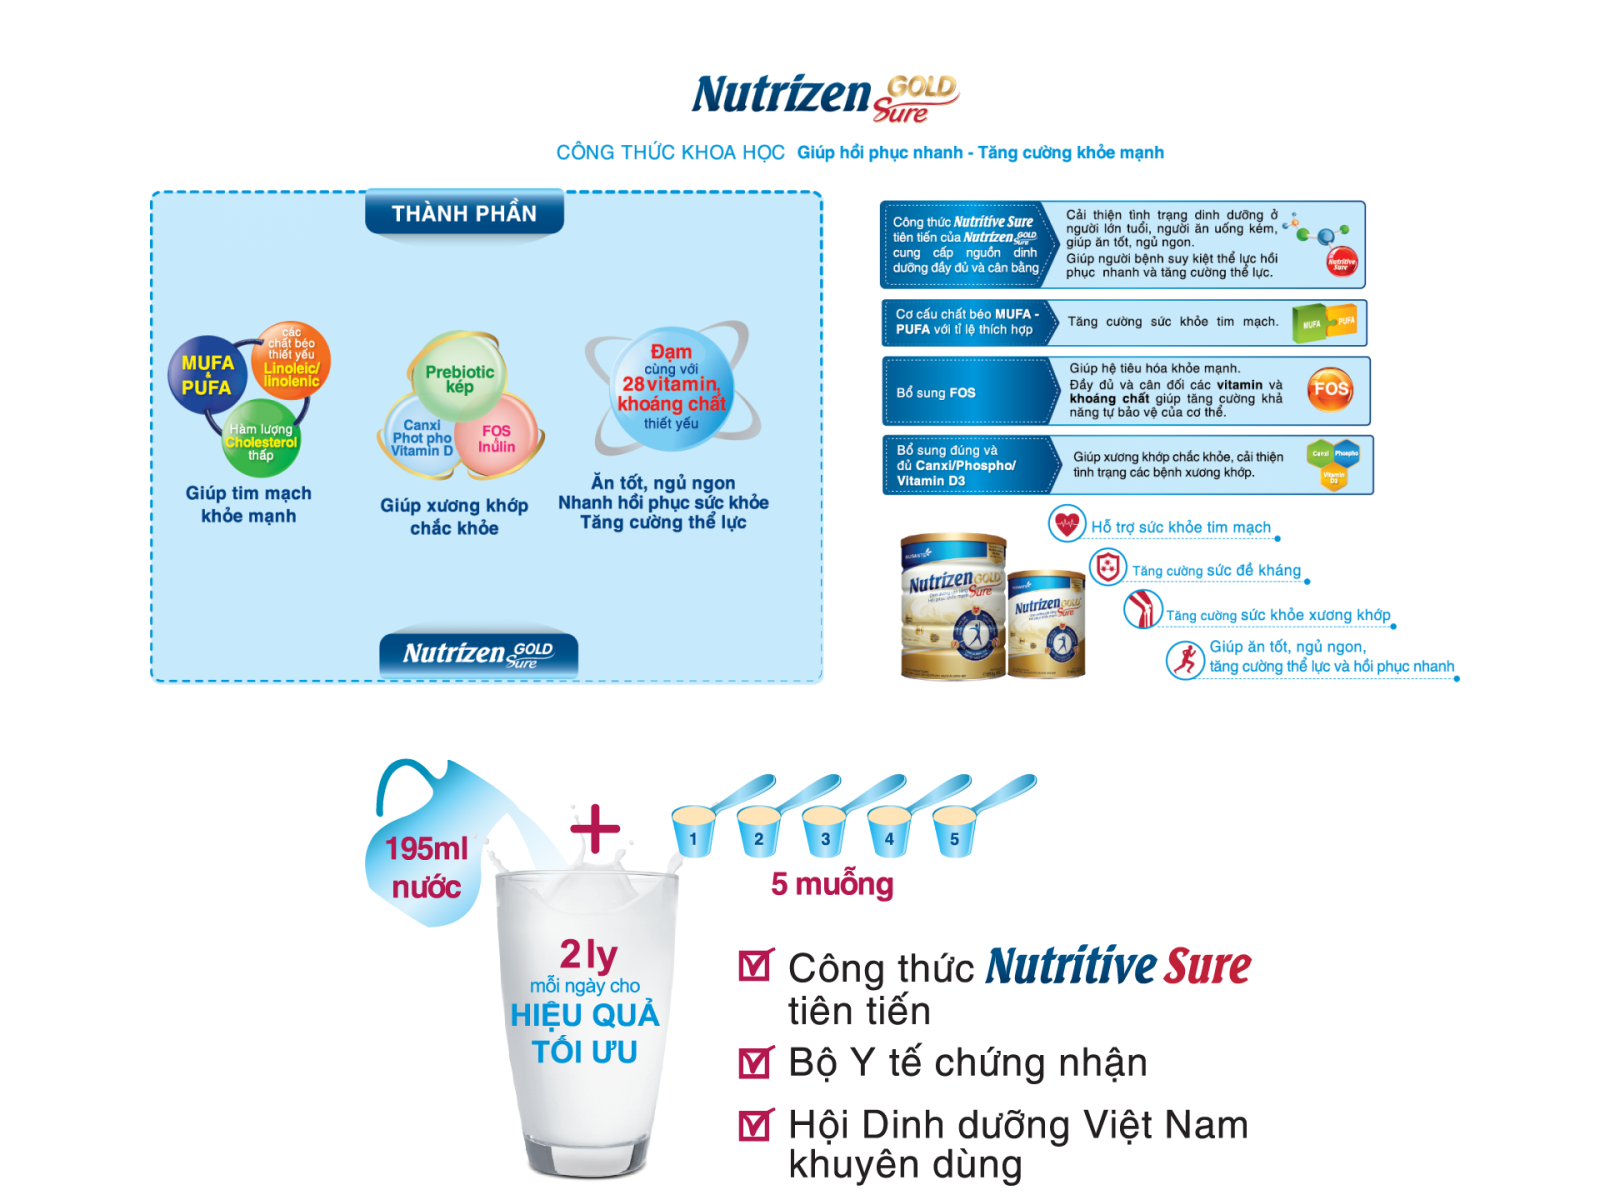 Nutrizen GOLD Sure
CÔNG THỨC KHOA HỌC Giúp hồi phục nhanh - Tăng cường khỏe mạnh
THÀNH PHẦN
MUFA
&
PUFA
các
chất béo
thiết yếu
Linoleic/
linolenic
Hàm lượng
Cholesterol
thấp
Giúp tim mạch
khỏe mạnh
Prebiotic
kép
Canxi
Phot pho
Vitamin D
FOS
Inulin
Giúp xương khớp
chắc khỏe
Đạm
cùng với
28 vitamin,
khoáng chất
thiết yếu
Ăn tốt, ngủ ngon
Nhanh hồi phục sức khỏe
Tăng cường thể lực
Nutrizen GOLD Sure
Công thức Nutritive Sure
tiên tiến của Nutrizen GOLD Sure
cung cấp nguồn dinh
dưỡng đầy đủ và cân bằng
Cải thiện tình trạng dinh dưỡng ở
người lớn tuổi, người ăn uống kém,
giúp ăn tốt, ngủ ngon.
Giúp người bệnh suy kiệt thể lực hồi
phục nhanh và tăng cường thể lực.
Nutritive
Sure
Cơ cấu chất béo MUFA -
PUFA với tỉ lệ thích hợp
Tăng cường sức khỏe tim mạch.
MUFA
PUFA
Bổ sung FOS
Giúp hệ tiêu hóa khỏe mạnh.
Đầy đủ và cân đối các vitamin và
khoáng chất giúp tăng cường khả
năng tự bảo vệ của cơ thể.
FOS
Bổ sung đúng và
đủ Canxi/Phospho/
Vitamin D3
Giúp xương khớp chắc khỏe, cải thiện
tình trạng các bệnh xương khớp.
Canxi
Phospho
Vitamin
D3
Nutrizen GOLD
Sure
Nutrizen GOLD
Sure
Hỗ trợ sức khỏe tim mạch
Tăng cường sức đề kháng
Tăng cường sức khỏe xương khớp
Giúp ăn tốt, ngủ ngon,
tăng cường thể lực và hồi phục nhanh
195ml
nước
+
1 2 3 4 5
5 muỗng
2 ly
mỗi ngày cho
HIỆU QUẢ
TỐI ƯU
Công thức Nutritive Sure
tiên tiến
Bộ Y tế chứng nhận
Hội Dinh dưỡng Việt Nam
khuyên dùng